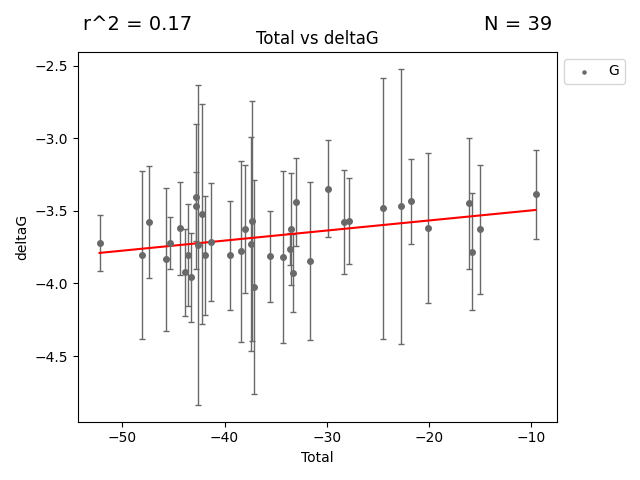 r^2 = 0.17
N = 39
Total vs deltaG
G
−2.5
−3.0
−3.5
−4.0
−4.5
deltaG
−50
−40
−30
−20
−10
Total